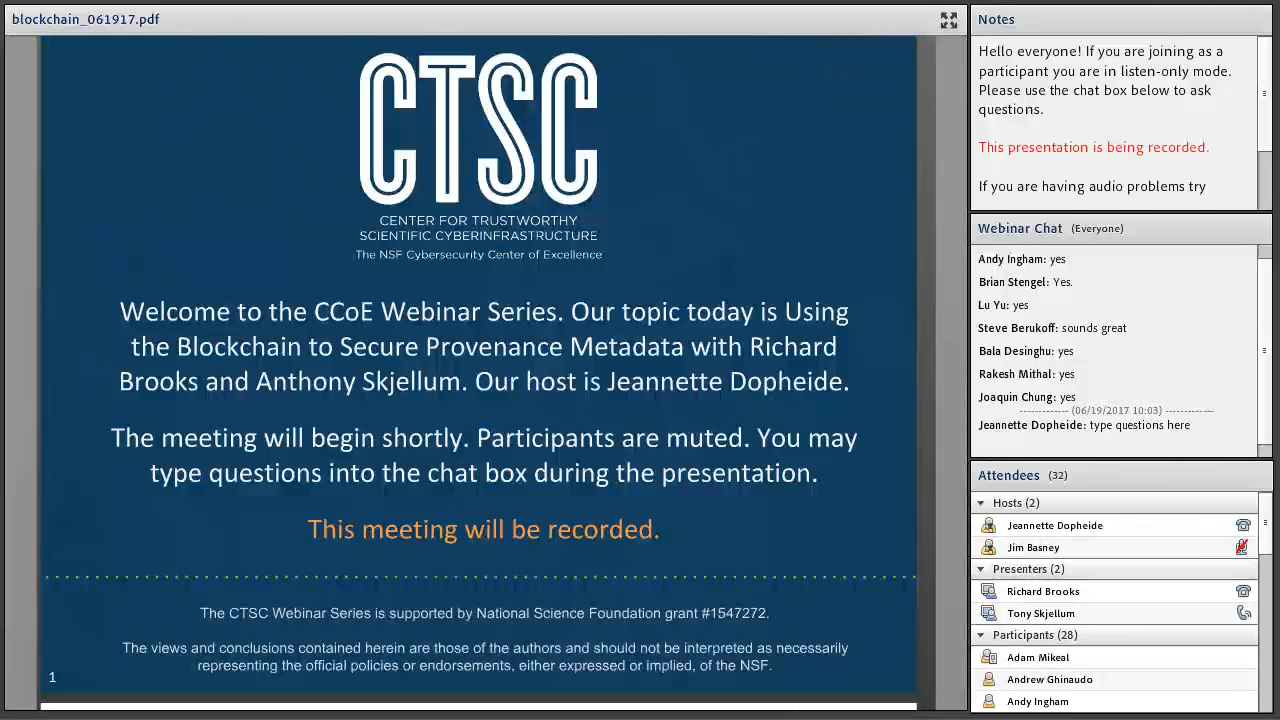 blockchain_061917.pdf
CTSC
CENTER FOR TRUSTWORTHY
SCIENTIFIC CYBERINFRASTRUCTURE
The NSF Cybersecurity Center of Excellence
Welcome to the CCoE Webinar Series. Our topic today is Using
the Blockchain to Secure Provenance Metadata with Richard
Brooks and Anthony Skjellum. Our host is Jeannette Dopheide.
The meeting will begin shortly. Participants are muted. You may
type questions into the chat box during the presentation.
This meeting will be recorded.
The CTSC Webinar Series is supported by National Science Foundation grant #1547272.
The views and conclusions contained herein are those of the authors and should not be interpreted as necessarily
representing the official policies or endorsements, either expressed or implied, of the NSF.
1
Notes
Hello everyone! If you are joining as a
participant you are in listen-only mode.
Please use the chat box below to ask
questions.
This presentation is being recorded.
If you are having audio problems try
Webinar Chat (Everyone)
Andy Ingham: yes
Brian Stengel: Yes.
Lu Yu: yes
Steve Berukoff: sounds great
Bala Desinghu: yes
Rakesh Mithal: yes
Joaquin Chung: yes
------------ (06/19/2017 10:03) -------------
Jeannette Dopheide: type questions here
Attendees (32)
Hosts (2)
Jeannette Dopheide
Jim Basney
Presenters (2)
Richard Brooks
Tony Skjellum
Participants (28)
Adam Mikeal
Andrew Ghinaudo
Andy Ingham